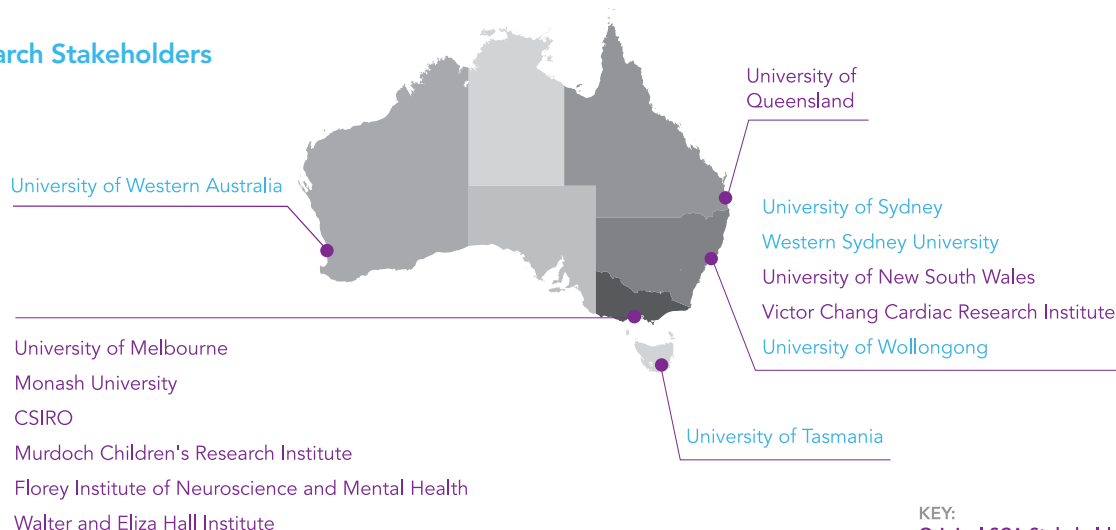 Stakeholders
University of
Queensland
University of Western Australia
University of Sydney
Western Sydney University
University of New South Wales
Victor Chang Cardiac Research Institute
University of Wollongong
University of Melbourne
Monash University
CSIRO
Murdoch Children's Research Institute
Florey Institute of Neuroscience and Mental Health
Walter and Eliza Hall Institute
University of Tasmania
KEY: